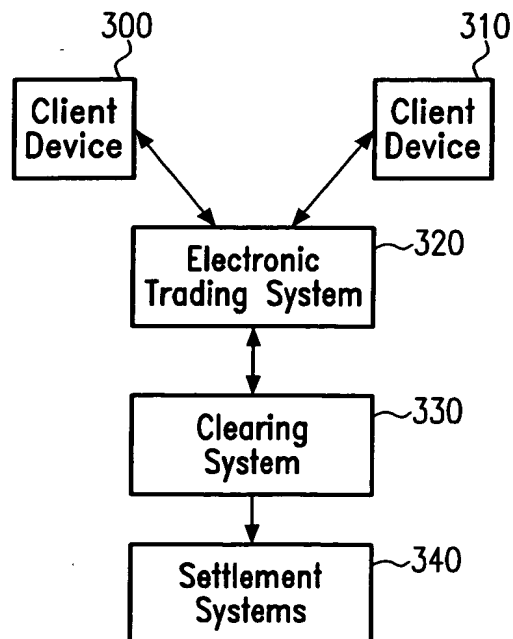 300
310
Client
Device
Client
Device
320
Electronic
Trading System
330
Clearing
System
340
Settlement
Systems